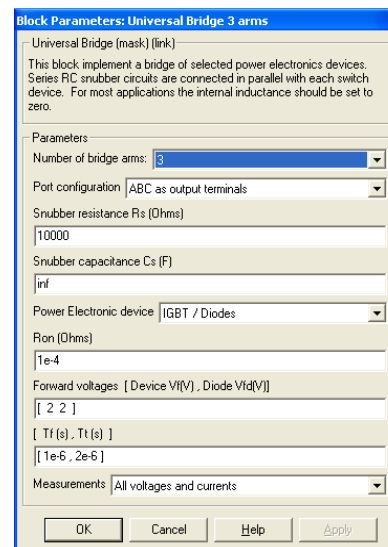 Block Parameters: Universal Bridge 3 arms
Universal Bridge (mask) (link)
This block implement a bridge of selected power electronics devices.
Series RC snubber circuits are connected in parallel with each switch
device. For most applications the internal inductance should be set to
zero.
Parameters
Number of bridge arms: 3
Port configuration ABC as output terminals
Snubber resistance Rs (Ohms)
10000
Snubber capacitance Cs (F)
inf
Power Electronic device IGBT / Diodes
Ron (Ohms)
1e-4
Forward voltages [ Device Vf(V) , Diode Vfd(V)]
[ 2 2 ]
[ Tf (s) , Tt (s) ]
[ 1e-6 , 2e-6 ]
Measurements All voltages and currents
OK Cancel Help Apply